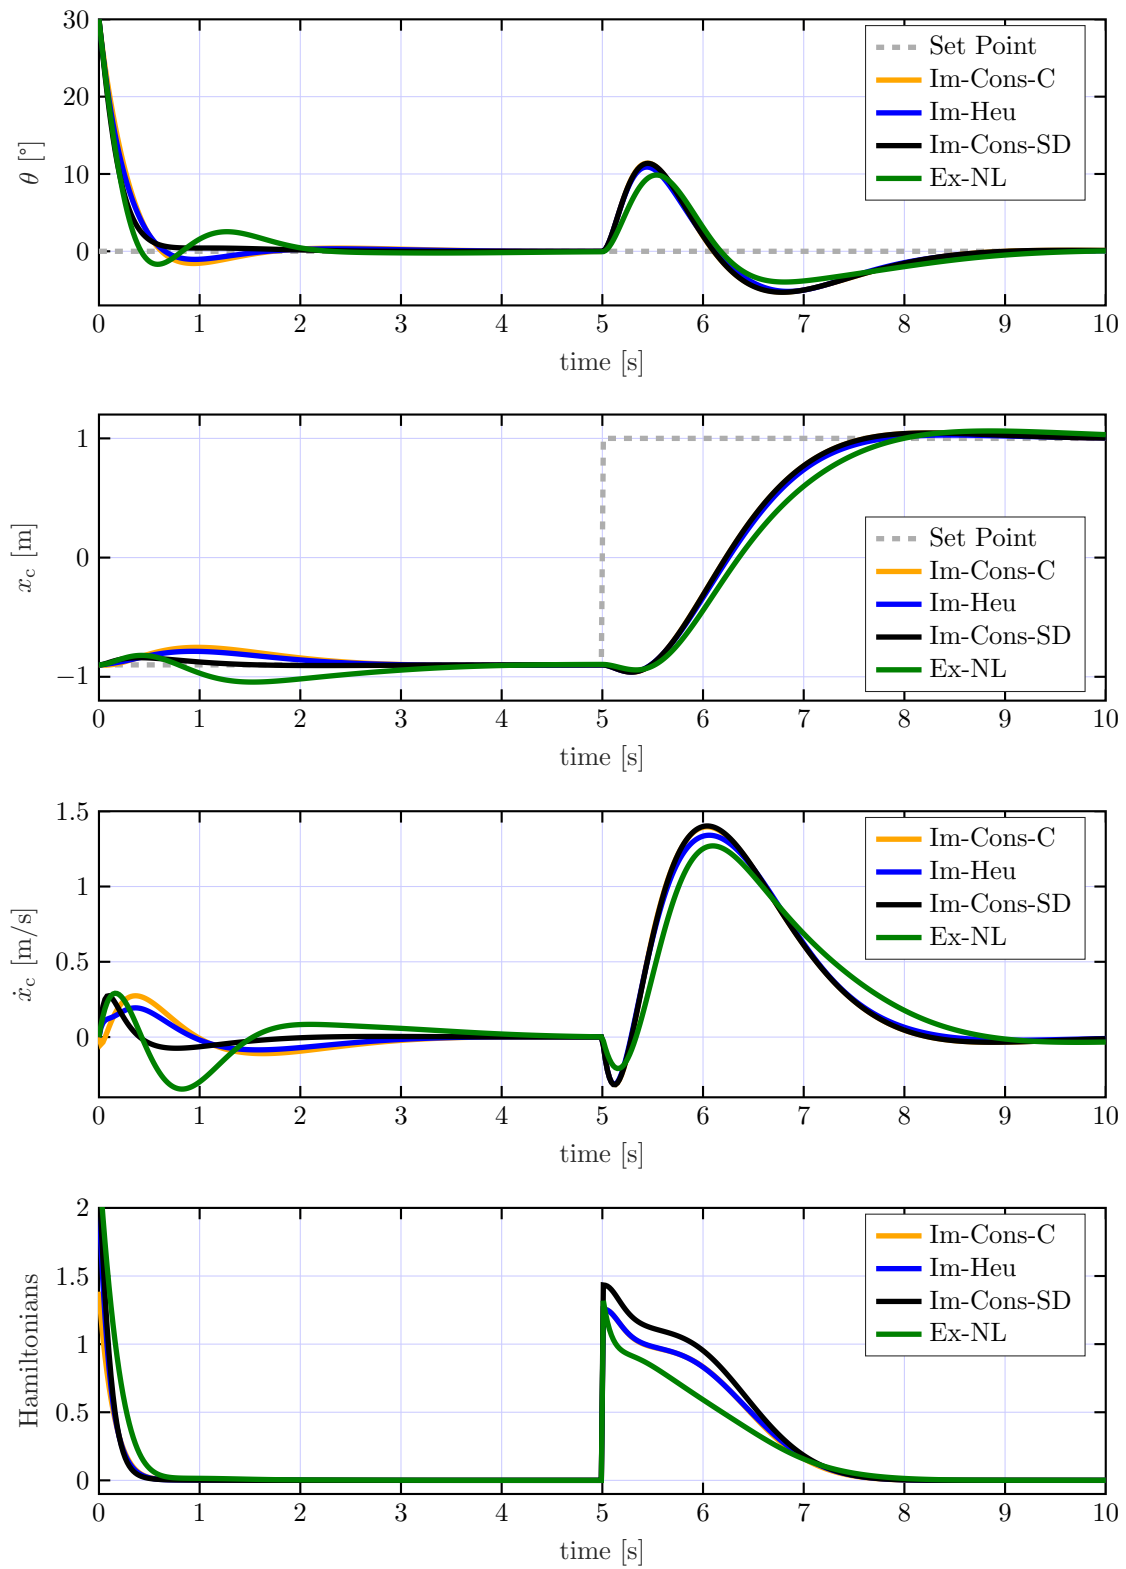 30
20
10
0
θ [°]
Set Point
Im-Cons-C
Im-Heu
Im-Cons-SD
Ex-NL
0 1 2 3 4 5 6 7 8 9 10
time [s]
1
0
−1
x_c [m]
Set Point
Im-Cons-C
Im-Heu
Im-Cons-SD
Ex-NL
0 1 2 3 4 5 6 7 8 9 10
time [s]
1.5
1
0.5
0
ẋ_c [m/s]
Im-Cons-C
Im-Heu
Im-Cons-SD
Ex-NL
0 1 2 3 4 5 6 7 8 9 10
time [s]
2
1.5
1
0.5
0
Hamiltonians
Im-Cons-C
Im-Heu
Im-Cons-SD
Ex-NL
0 1 2 3 4 5 6 7 8 9 10
time [s]